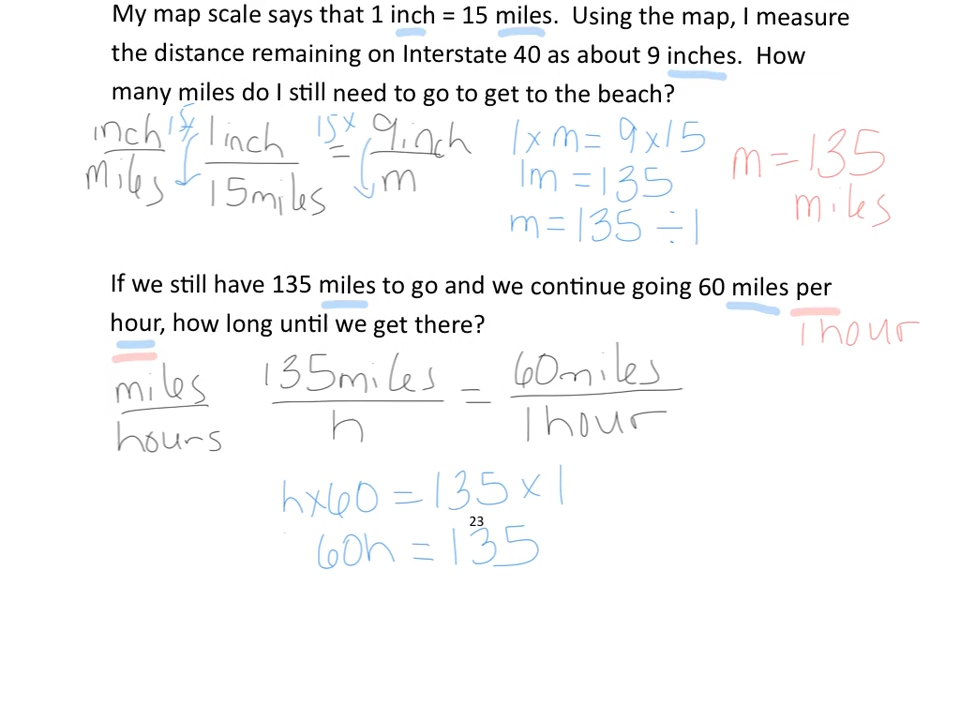 My map scale says that 1 inch = 15 miles. Using the map, I measure
the distance remaining on Interstate 40 as about 9 inches. How
many miles do I still need to go to get to the beach?
inch/miles 15x 1 inch/15 miles = 15x 9 inch/m
1 x m = 9 x 15
1m = 135
m = 135 ÷ 1
m = 135
miles
If we still have 135 miles to go and we continue going 60 miles per
hour, how long until we get there?
1 hour
miles/hours 135 miles/h = 60 miles/1 hour
h x 60 = 135 x 1
23
60h = 135